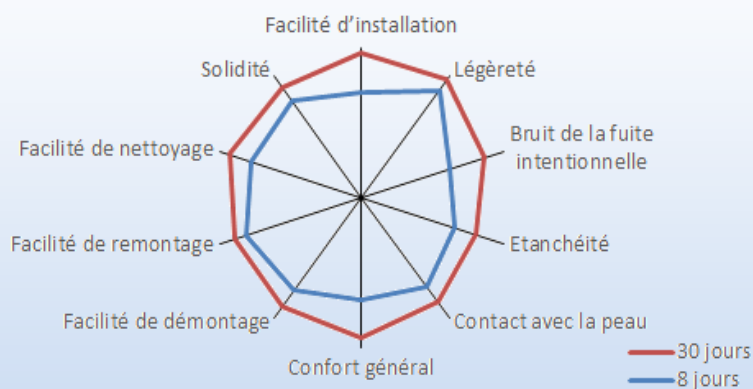 Facilité d'installation
Légèreté
Bruit de la fuite
intentionnelle
Etanchéité
Contact avec la peau
Confort général
Facilité de démontage
Facilité de remontage
Facilité de nettoyage
Solidité
30 jours
8 jours